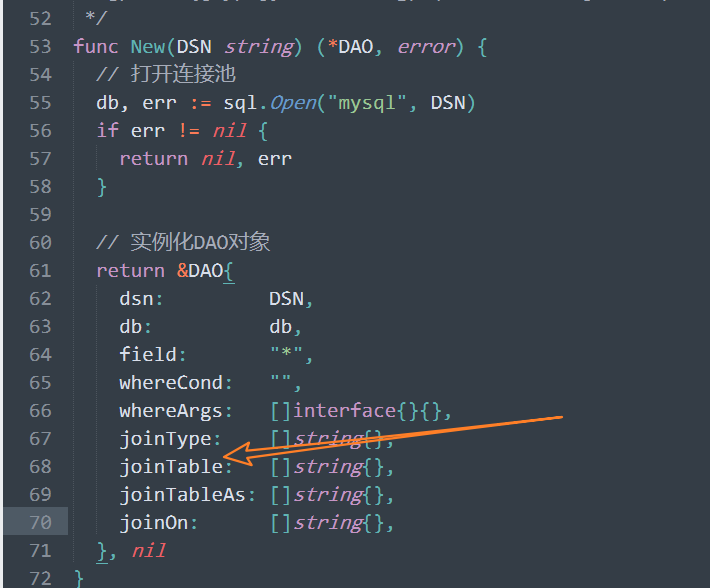 52 */
53 func New(DSN string) (*DAO, error) {
54 // 打开连接池
55 db, err := sql.Open("mysql", DSN)
56 if err != nil {
57 return nil, err
58 }
59
60 // 实例化DAO对象
61 return &DAO{
62 dsn: DSN,
63 db: db,
64 field: "*",
65 whereCond: "",
66 whereArgs: []interface{}{},
67 joinType: []string{},
68 joinTable: []string{},
69 joinTableAs: []string{},
70 joinOn: []string{},
71 }, nil
72 }